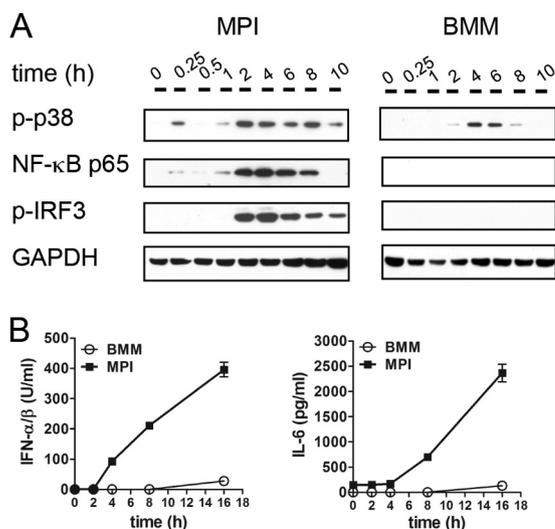 A
MPI BMM
time (h) 0 0.25 0.5 1 2 4 6 8 10 0 0.25 1 2 4 6 8 10
p-p38
NF-κB p65
p-IRF3
GAPDH
B
IFN-α/β (U/ml)
500
400
300
200
100
0
BMM
MPI
0 2 4 6 8 10 12 14 16 18
time (h)
IL-6 (pg/ml)
3000
2500
2000
1500
1000
500
0
BMM
MPI
0 2 4 6 8 10 12 14 16 18
time (h)